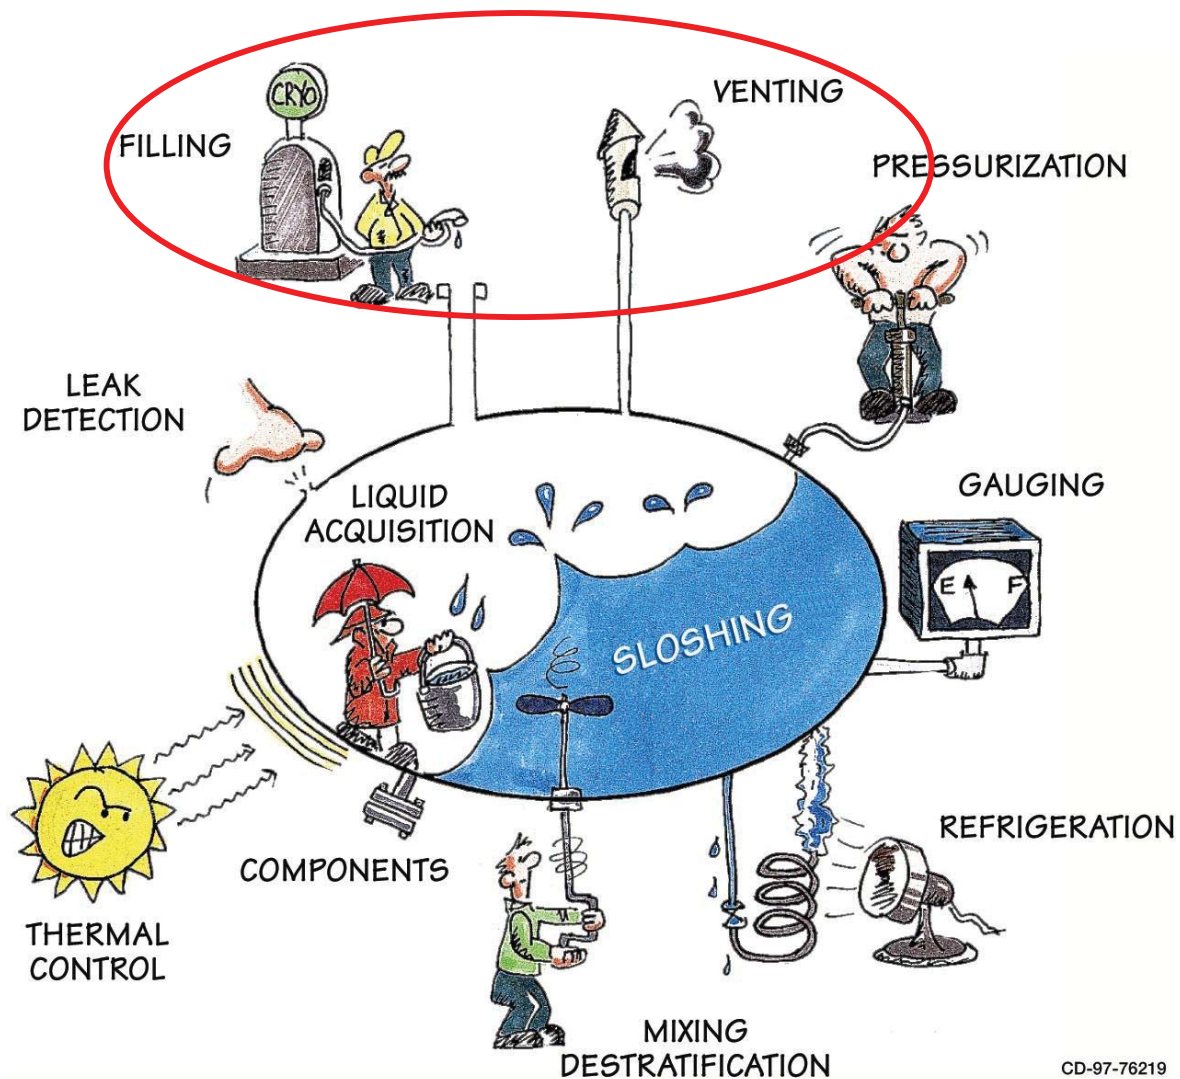 CRYO
VENTING
FILLING
PRESSURIZATION
LEAK
DETECTION
LIQUID
ACQUISITION
GAUGING
E F
SLOSHING
REFRIGERATION
COMPONENTS
THERMAL
CONTROL
MIXING
DESTRATIFICATION
CD-97-76219